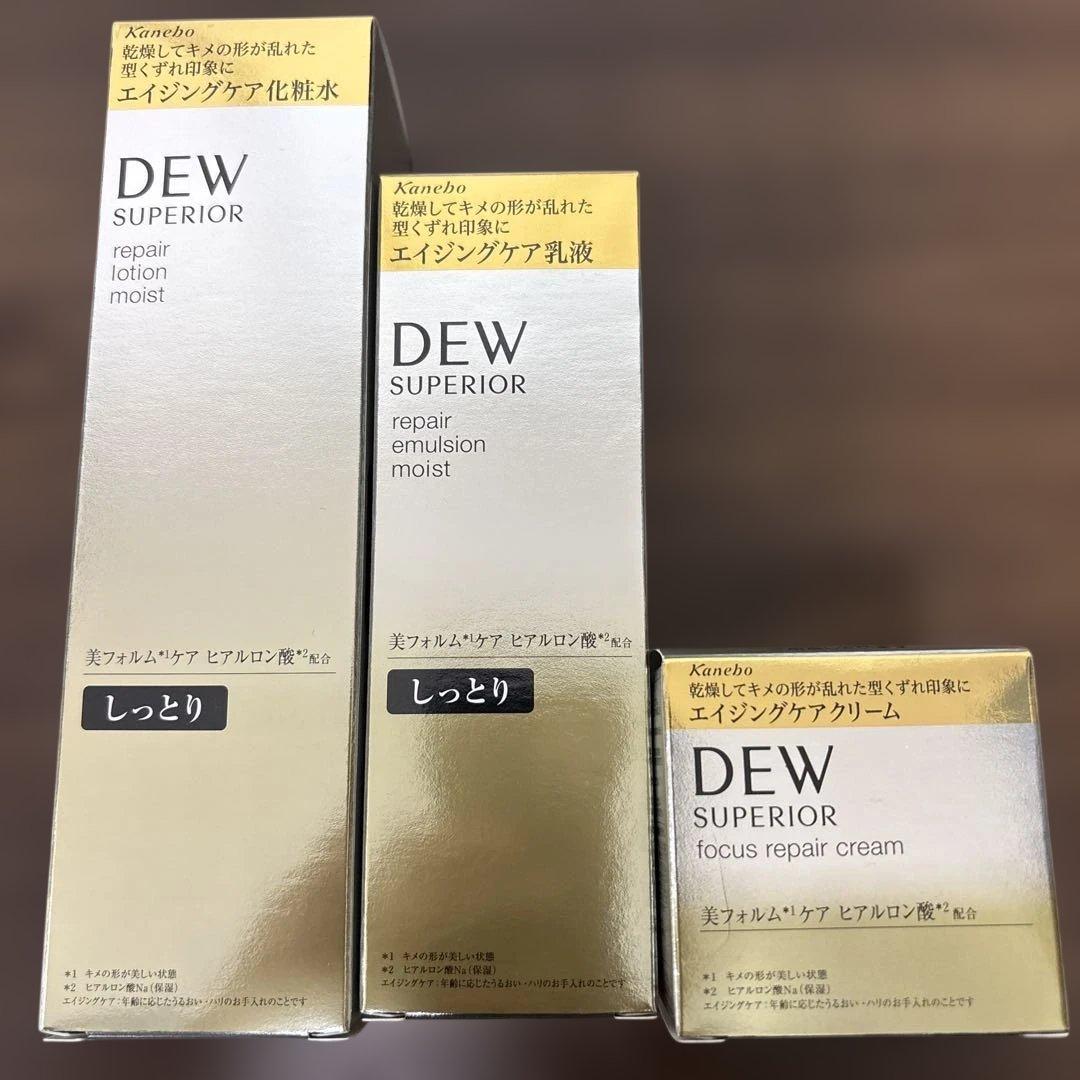 Kanebo
乾燥してキメの形が乱れた
型くずれ印象に
エイジングケア化粧水
DEW
SUPERIOR
repair
lotion
moist
美フォルム*1ケア ヒアルロン酸*2配合
しっとり
*1 キメの形が美しい状態
*2 ヒアルロン酸Na(保湿)
エイジングケア:年齢に応じたうるおい・ハリのお手入れのことです
Kanebo
乾燥してキメの形が乱れた
型くずれ印象に
エイジングケア乳液
DEW
SUPERIOR
repair
emulsion
moist
美フォルム*1ケア ヒアルロン酸*2配合
しっとり
*1 キメの形が美しい状態
*2 ヒアルロン酸Na(保湿)
エイジングケア:年齢に応じたうるおい・ハリのお手入れのことです
Kanebo
乾燥してキメの形が乱れた型くずれ印象に
エイジングケアクリーム
DEW
SUPERIOR
focus repair cream
美フォルム*1ケア ヒアルロン酸*2配合
*1 キメの形が美しい状態
*2 ヒアルロン酸Na(保湿)
エイジングケア:年齢に応じたうるおい・ハリのお手入れのことです